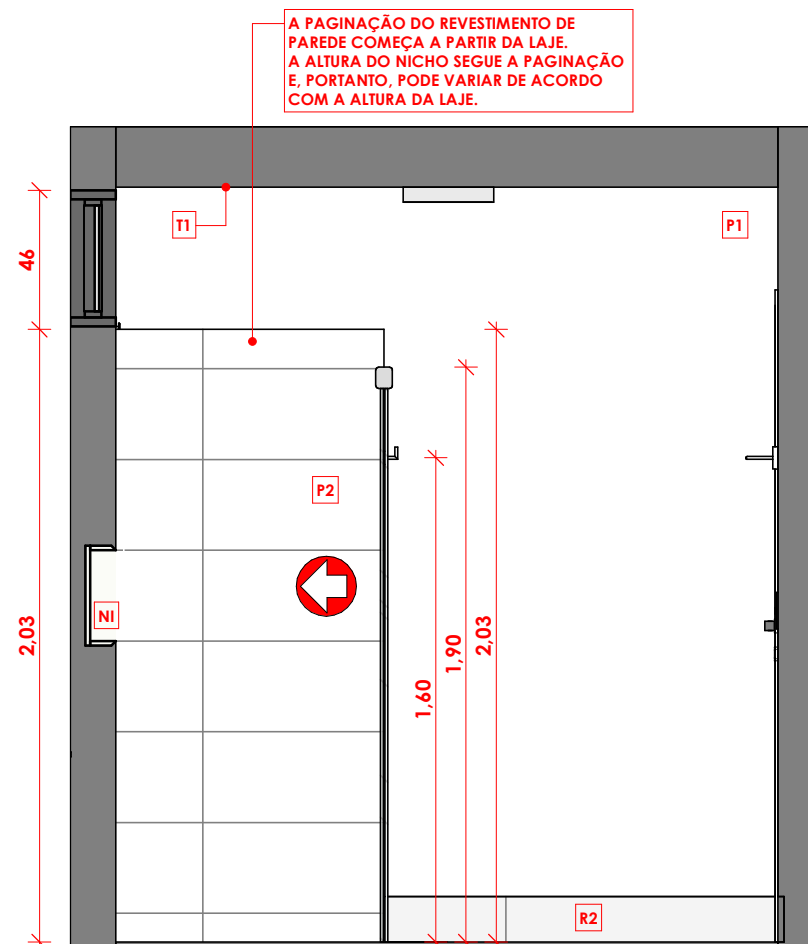 A PAGINAÇÃO DO REVESTIMENTO DE
PAREDE COMEÇA A PARTIR DA LAJE.
A ALTURA DO NICHO SEGUE A PAGINAÇÃO
E, PORTANTO, PODE VARIAR DE ACORDO
COM A ALTURA DA LAJE.
T1
P1
46
P2
NI
2,03
1,60
1,90
2,03
R2